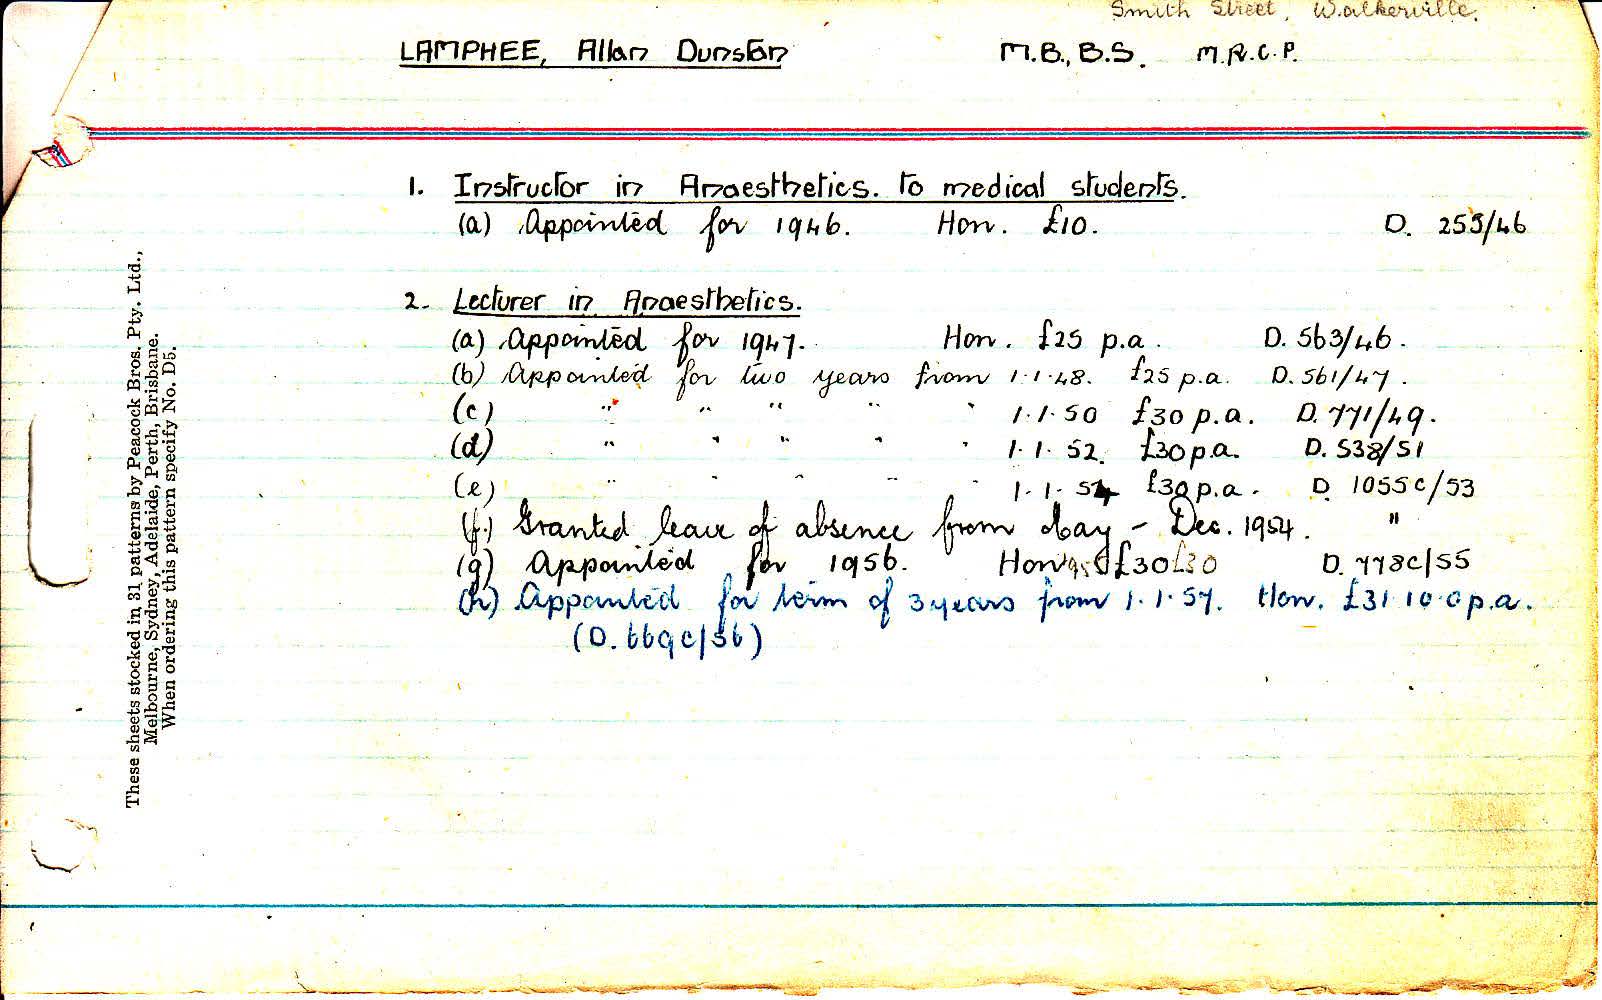 Smith Street, Walkerville.
LAMPHEE, Allan Dunstan M.B., B.S. M.R.C.P.
1. Instructor in Anaesthetics. to medical students.
(a) Appointed for 1946. Hon. £10. D. 255/46
2. Lecturer in Anaesthetics.
(a) Appointed for 1947. Hon. £25 p.a. D. 563/46.
(b) Appointed for two years from 1.1.48. £25 p.a. D. 561/47.
(c) " " " " " 1.1.50 £30 p.a. D. 771/49.
(d) " " " " " 1.1.52. £30 p.a. D. 538/51
(e) " " " " " 1.1.54 £30 p.a. D 1055c/53
(f.) Granted leave of absence from May - Dec. 1954. "
(g) Appointed for 1956. Hon £30 £30 D. 778c/55
(h) Appointed for term of 3 years from 1.1.57. Hon. £31.10.0 p.a.
(D. 669c/56)
These sheets stocked in 31 patterns by Peacock Bros. Pty. Ltd.,
Melbourne, Sydney, Adelaide, Perth, Brisbane.
When ordering this pattern specify No. D5.